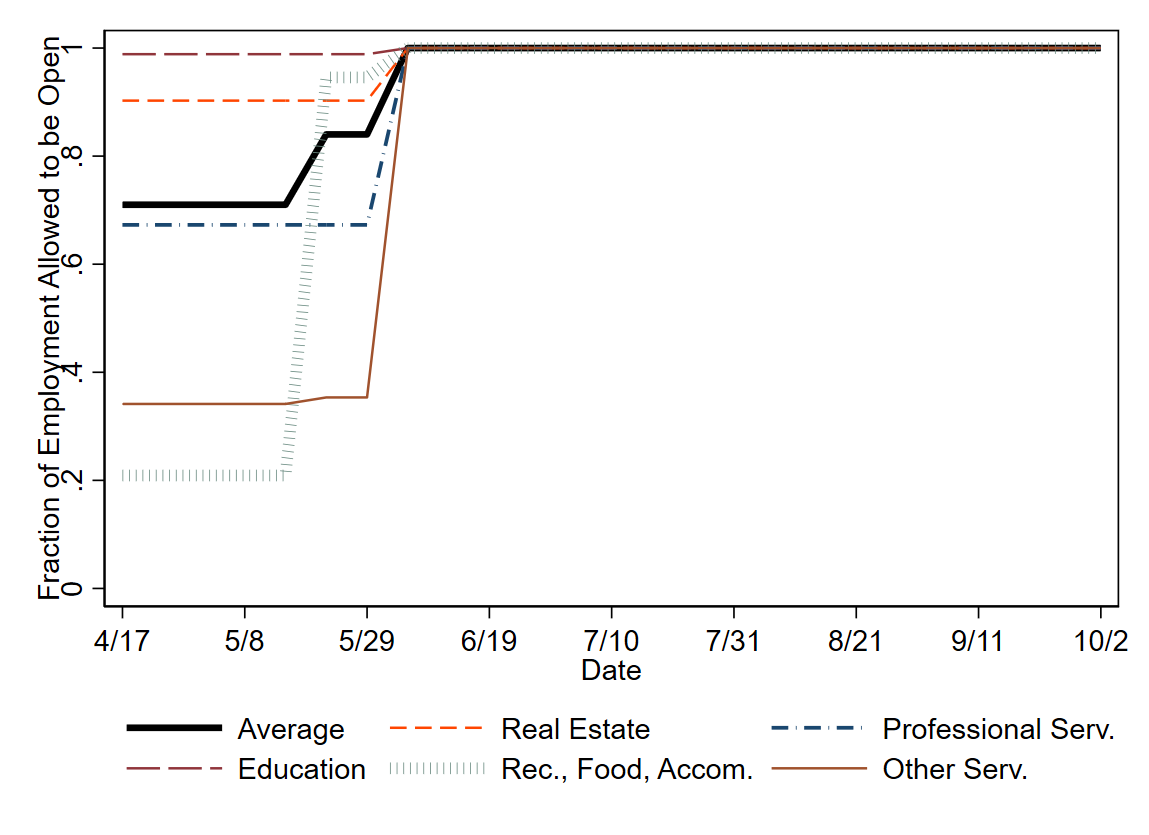 Fraction of Employment Allowed to be Open
1
.8
.6
.4
.2
0
4/17 5/8 5/29 6/19 7/10 7/31 8/21 9/11 10/2
Date
Average Real Estate Professional Serv.
Education Rec., Food, Accom. Other Serv.